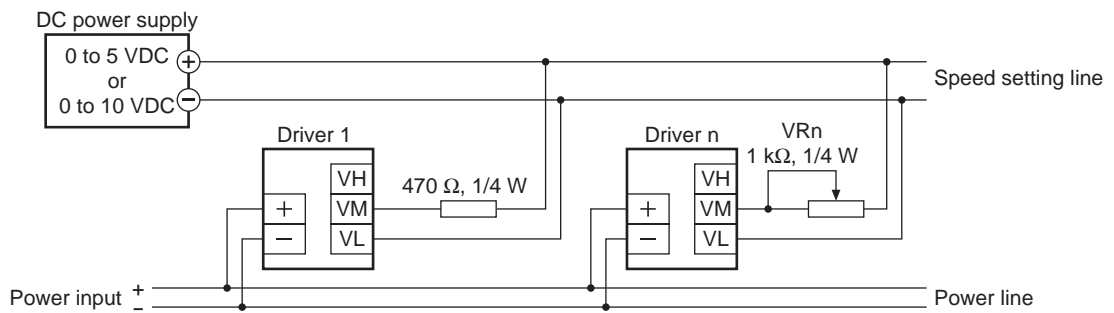 DC power supply
0 to 5 VDC
or
0 to 10 VDC
+
−
Speed setting line
Driver 1
VH
VM
VL
+
−
470 Ω, 1/4 W
Driver n
VH
VM
VL
+
−
VRn
1 kΩ, 1/4 W
Power input
+
−
Power line